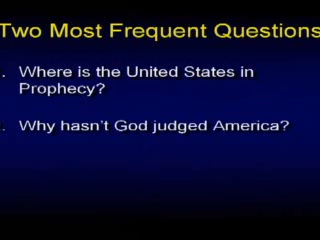 Two Most Frequent Questions
. Where is the United States in
Prophecy?
. Why hasn't God judged America?